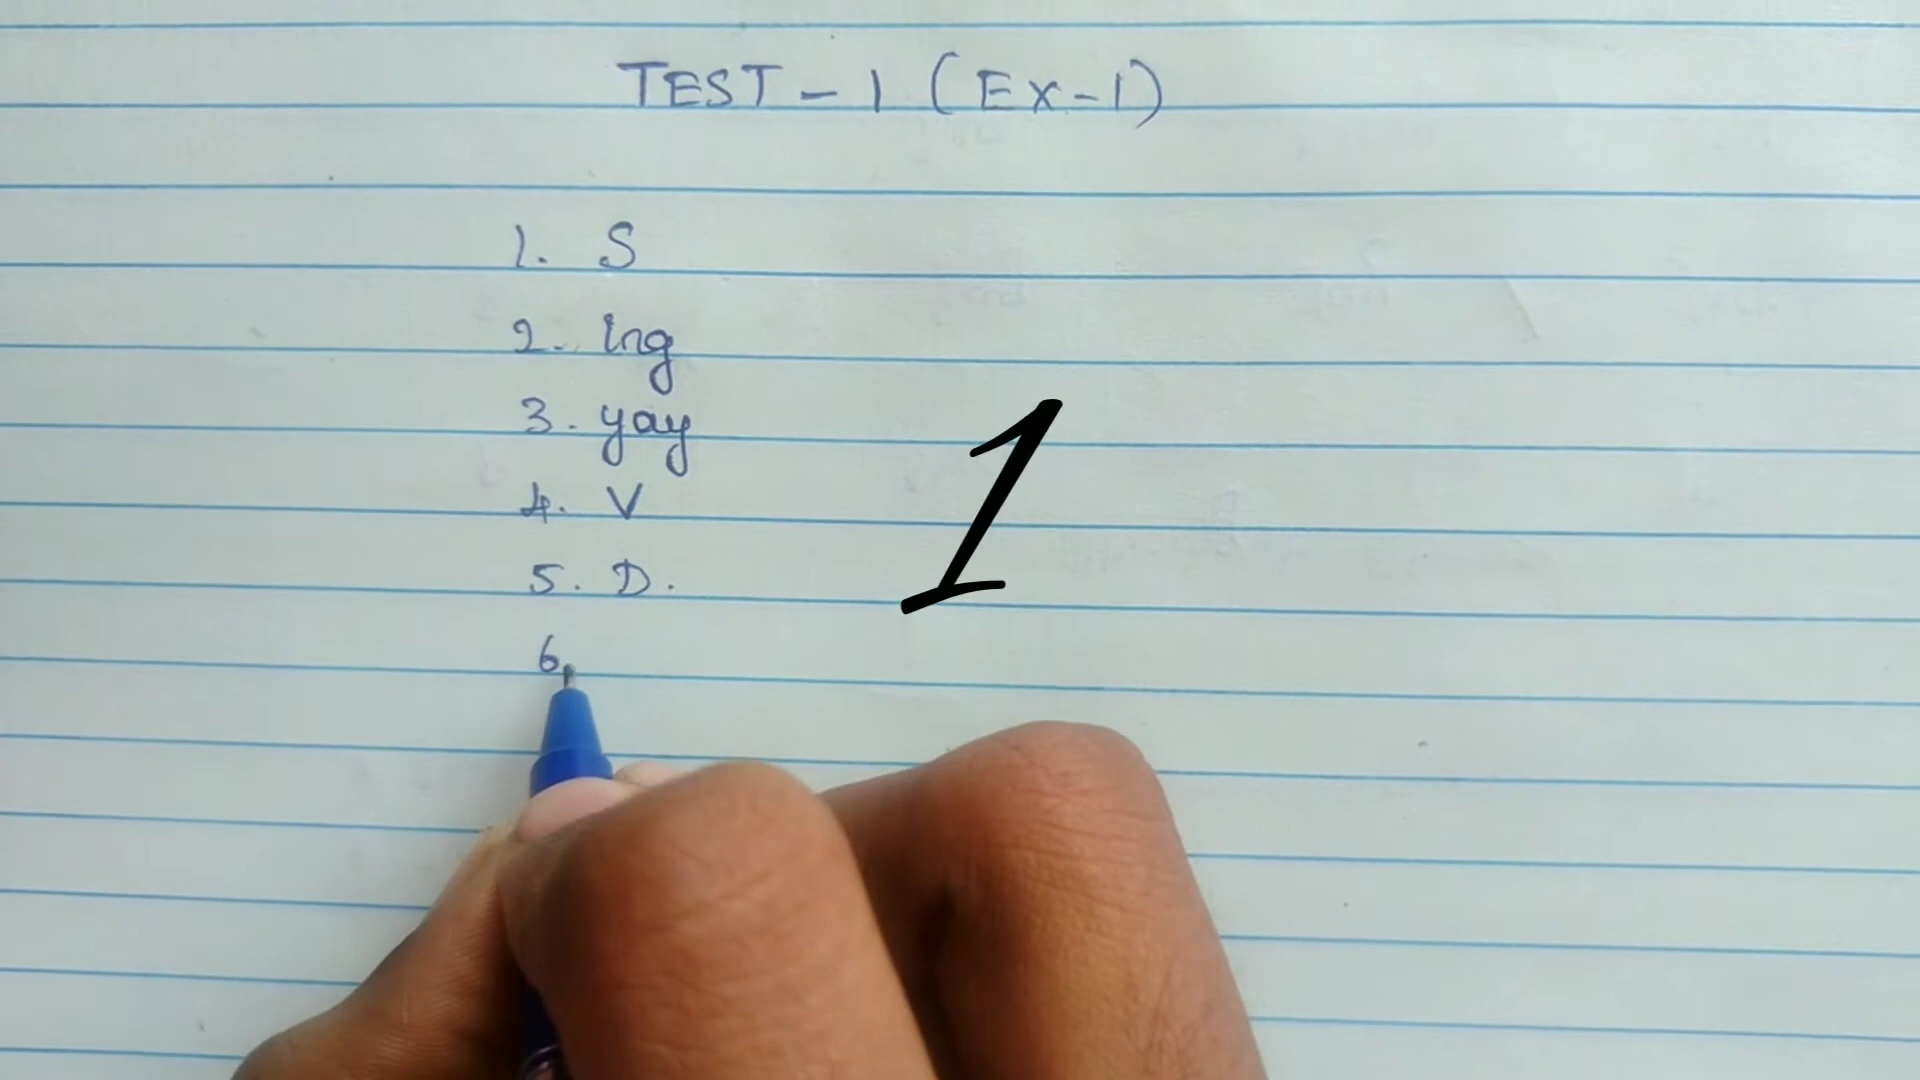 TEST - 1 (EX-1)
1. S
2. ing
3. yay
4. V
5. D.
6.
1